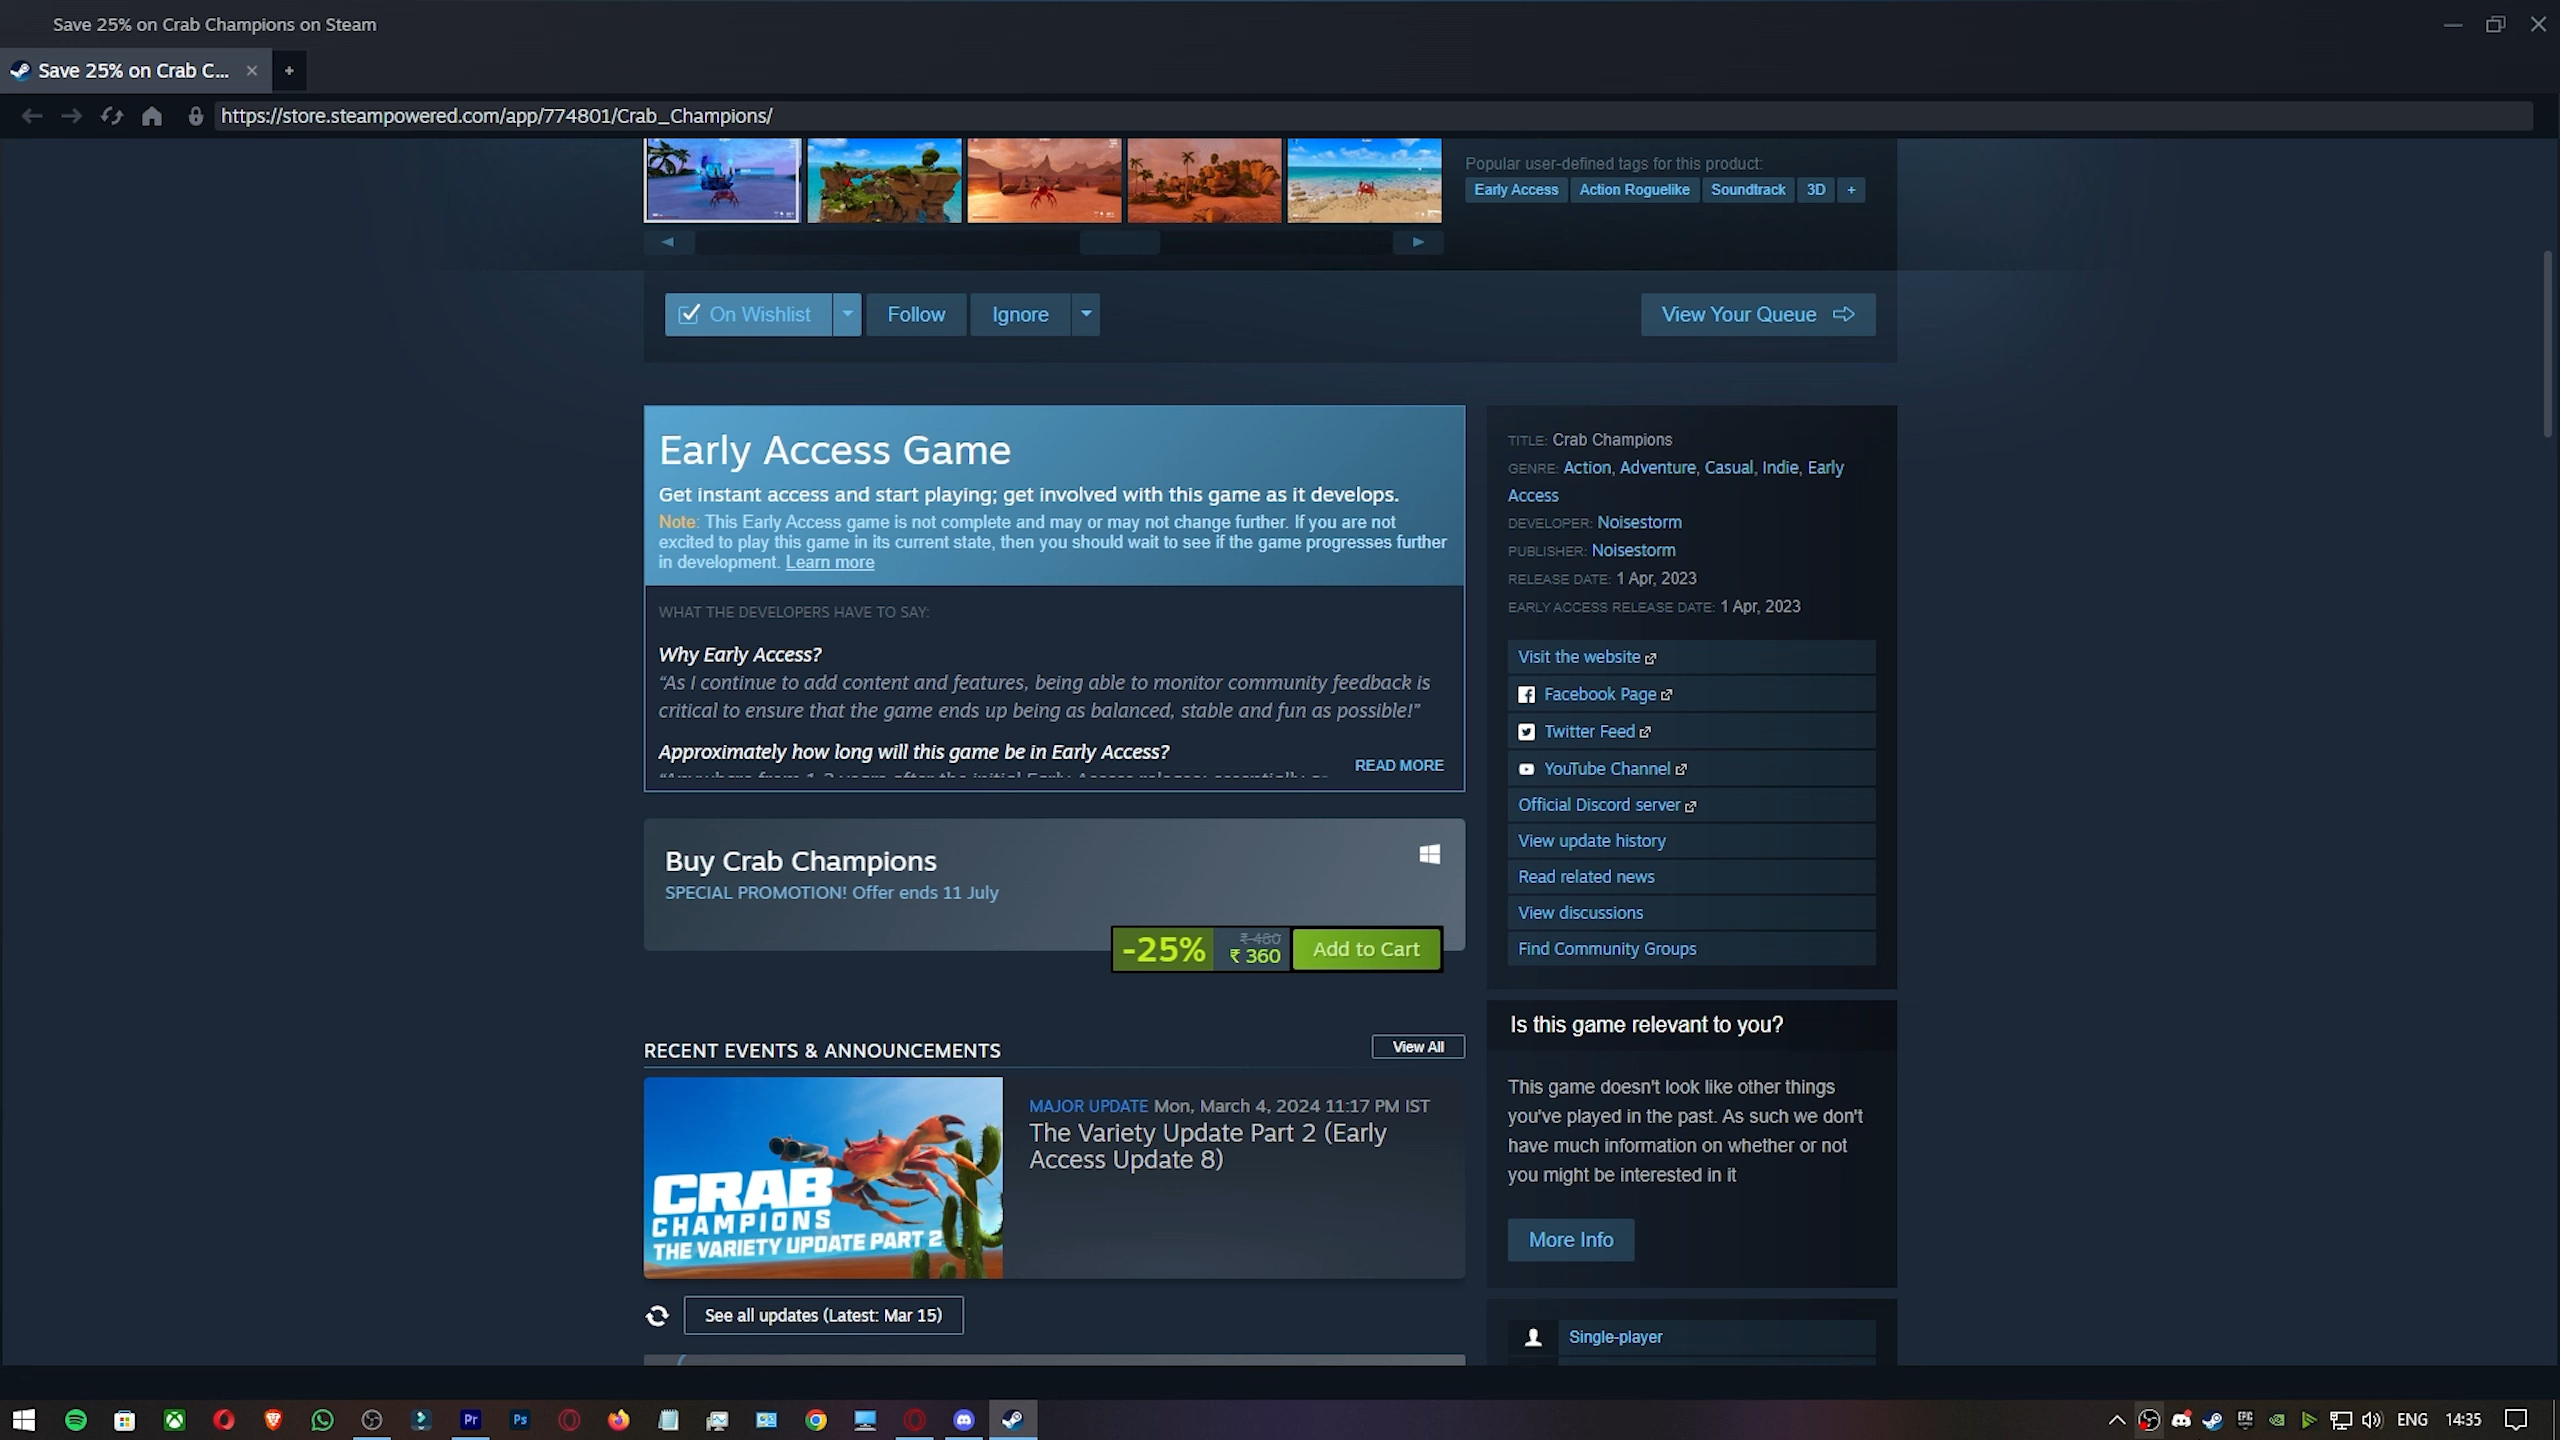 Save 25% on Crab Champions on Steam
Save 25% on Crab C...
https://store.steampowered.com/app/774801/Crab_Champions/
Popular user-defined tags for this product:
Early Access Action Roguelike Soundtrack 3D +
On Wishlist Follow Ignore View Your Queue
Early Access Game
Get instant access and start playing; get involved with this game as it develops.
Note: This Early Access game is not complete and may or may not change further. If you are not
excited to play this game in its current state, then you should wait to see if the game progresses further
in development. Learn more
WHAT THE DEVELOPERS HAVE TO SAY:
Why Early Access?
“As I continue to add content and features, being able to monitor community feedback is
critical to ensure that the game ends up being as balanced, stable and fun as possible!”
Approximately how long will this game be in Early Access?
READ MORE
Buy Crab Champions
SPECIAL PROMOTION! Offer ends 11 July
-25% ₹ 480
₹ 360
Add to Cart
RECENT EVENTS & ANNOUNCEMENTS
View All
CRAB
CHAMPIONS
THE VARIETY UPDATE PART 2
MAJOR UPDATE Mon, March 4, 2024 11:17 PM IST
The Variety Update Part 2 (Early
Access Update 8)
See all updates (Latest: Mar 15)
TITLE: Crab Champions
GENRE: Action, Adventure, Casual, Indie, Early
Access
DEVELOPER: Noisestorm
PUBLISHER: Noisestorm
RELEASE DATE: 1 Apr, 2023
EARLY ACCESS RELEASE DATE: 1 Apr, 2023
Visit the website
Facebook Page
Twitter Feed
YouTube Channel
Official Discord server
View update history
Read related news
View discussions
Find Community Groups
Is this game relevant to you?
This game doesn't look like other things
you've played in the past. As such we don't
have much information on whether or not
you might be interested in it
More Info
Single-player
Pr
Ps
EPIC
ENG
14:35